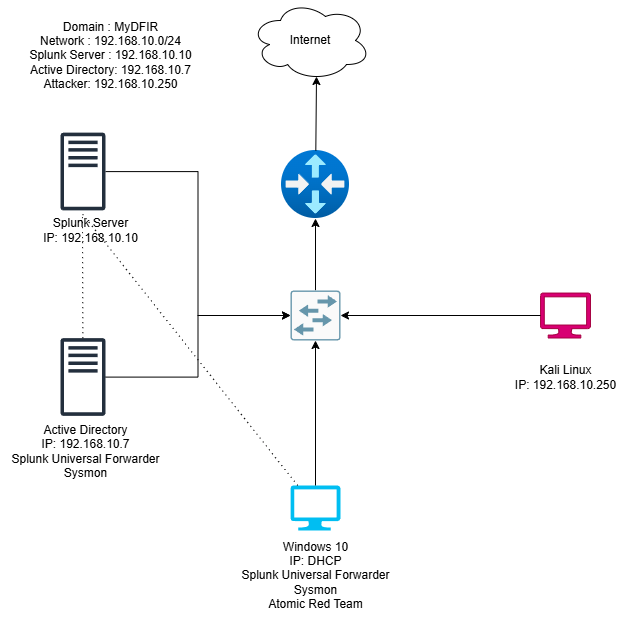 Domain : MyDFIR
Network : 192.168.10.0/24
Splunk Server : 192.168.10.10
Active Directory: 192.168.10.7
Attacker: 192.168.10.250
Internet
Splunk Server
IP: 192.168.10.10
Kali Linux
IP: 192.168.10.250
Active Directory
IP: 192.168.10.7
Splunk Universal Forwarder
Sysmon
Windows 10
IP: DHCP
Splunk Universal Forwarder
Sysmon
Atomic Red Team